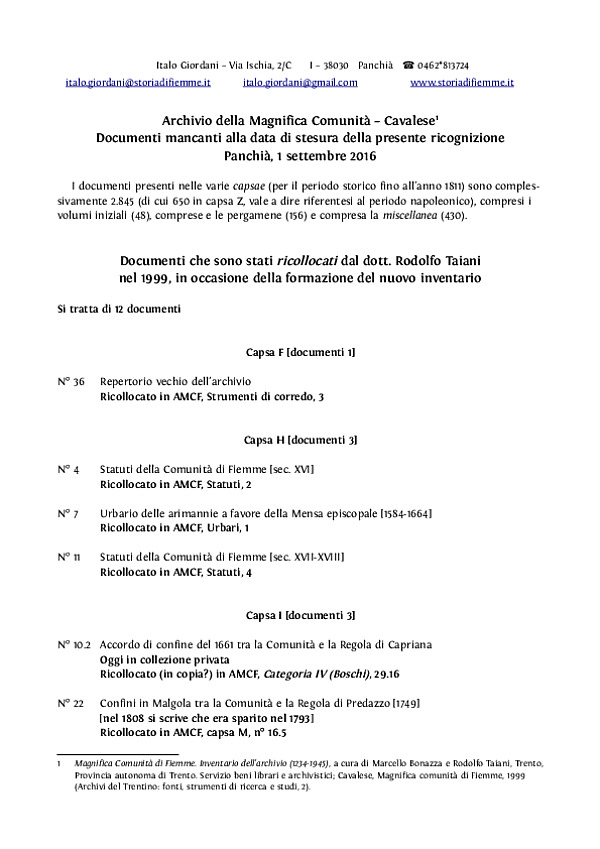 Italo Giordani – Via Ischia, 2/C I – 38030 Panchià ☎ 0462*813724
italo.giordani@storiadifiemme.it italo.giordani@gmail.com www.storiadifiemme.it
Archivio della Magnifica Comunità – Cavalese¹
Documenti mancanti alla data di stesura della presente ricognizione
Panchià, 1 settembre 2016
I documenti presenti nelle varie capsae (per il periodo storico fino all'anno 1811) sono comples-
sivamente 2.845 (di cui 650 in capsa Z, vale a dire riferentesi al periodo napoleonico), compresi i
volumi iniziali (48), comprese e le pergamene (156) e compresa la miscellanea (430).
Documenti che sono stati ricollocati dal dott. Rodolfo Taiani
nel 1999, in occasione della formazione del nuovo inventario
Si tratta di 12 documenti
Capsa F [documenti 1]
N° 36 Repertorio vechio dell'archivio
Ricollocato in AMCF, Strumenti di corredo, 3
Capsa H [documenti 3]
N° 4 Statuti della Comunità di Fiemme [sec. XVI]
Ricollocato in AMCF, Statuti, 2
N° 7 Urbario delle arimannie a favore della Mensa episcopale [1584-1664]
Ricollocato in AMCF, Urbari, 1
N° 11 Statuti della Comunità di Fiemme [sec. XVII-XVIII]
Ricollocato in AMCF, Statuti, 4
Capsa I [documenti 3]
N° 10.2 Accordo di confine del 1661 tra la Comunità e la Regola di Capriana
Oggi in collezione privata
Ricollocato (in copia?) in AMCF, Categoria IV (Boschi), 29.16
N° 22 Confini in Malgola tra la Comunità e la Regola di Predazzo [1749]
[nel 1808 si scrive che era sparito nel 1793]
Ricollocato in AMCF, capsa M, n° 16.5
1 Magnifica Comunità di Fiemme. Inventario dell'archivio (1234-1945), a cura di Marcello Bonazza e Rodolfo Taiani, Trento,
Provincia autonoma di Trento. Servizio beni librari e archivistici; Cavalese, Magnifica comunità di Fiemme, 1999
(Archivi del Trentino: fonti, strumenti di ricerca e studi, 2).